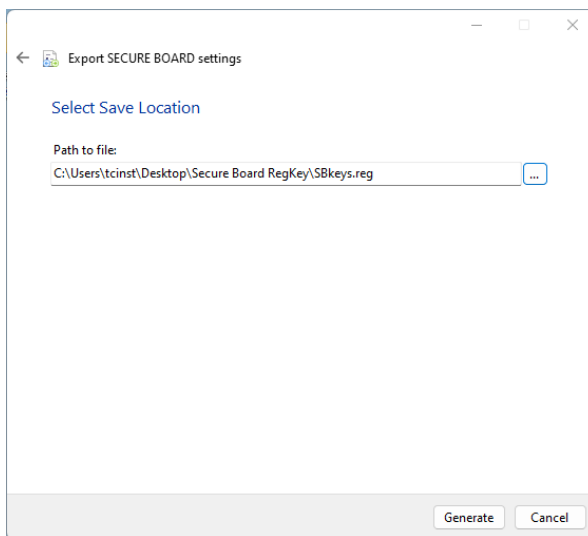 Export SECURE BOARD settings
Select Save Location
Path to file:
C:\Users\tcinst\Desktop\Secure Board RegKey\SBkeys.reg
...
Generate Cancel